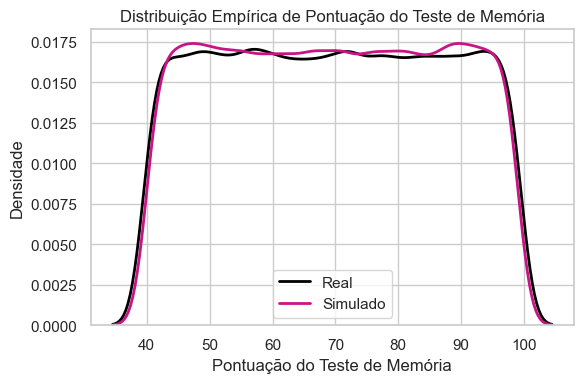 Distribuição Empírica de Pontuação do Teste de Memória
Densidade
0.0175
0.0150
0.0125
0.0100
0.0075
0.0050
0.0025
0.0000
Real
Simulado
40 50 60 70 80 90 100
Pontuação do Teste de Memória